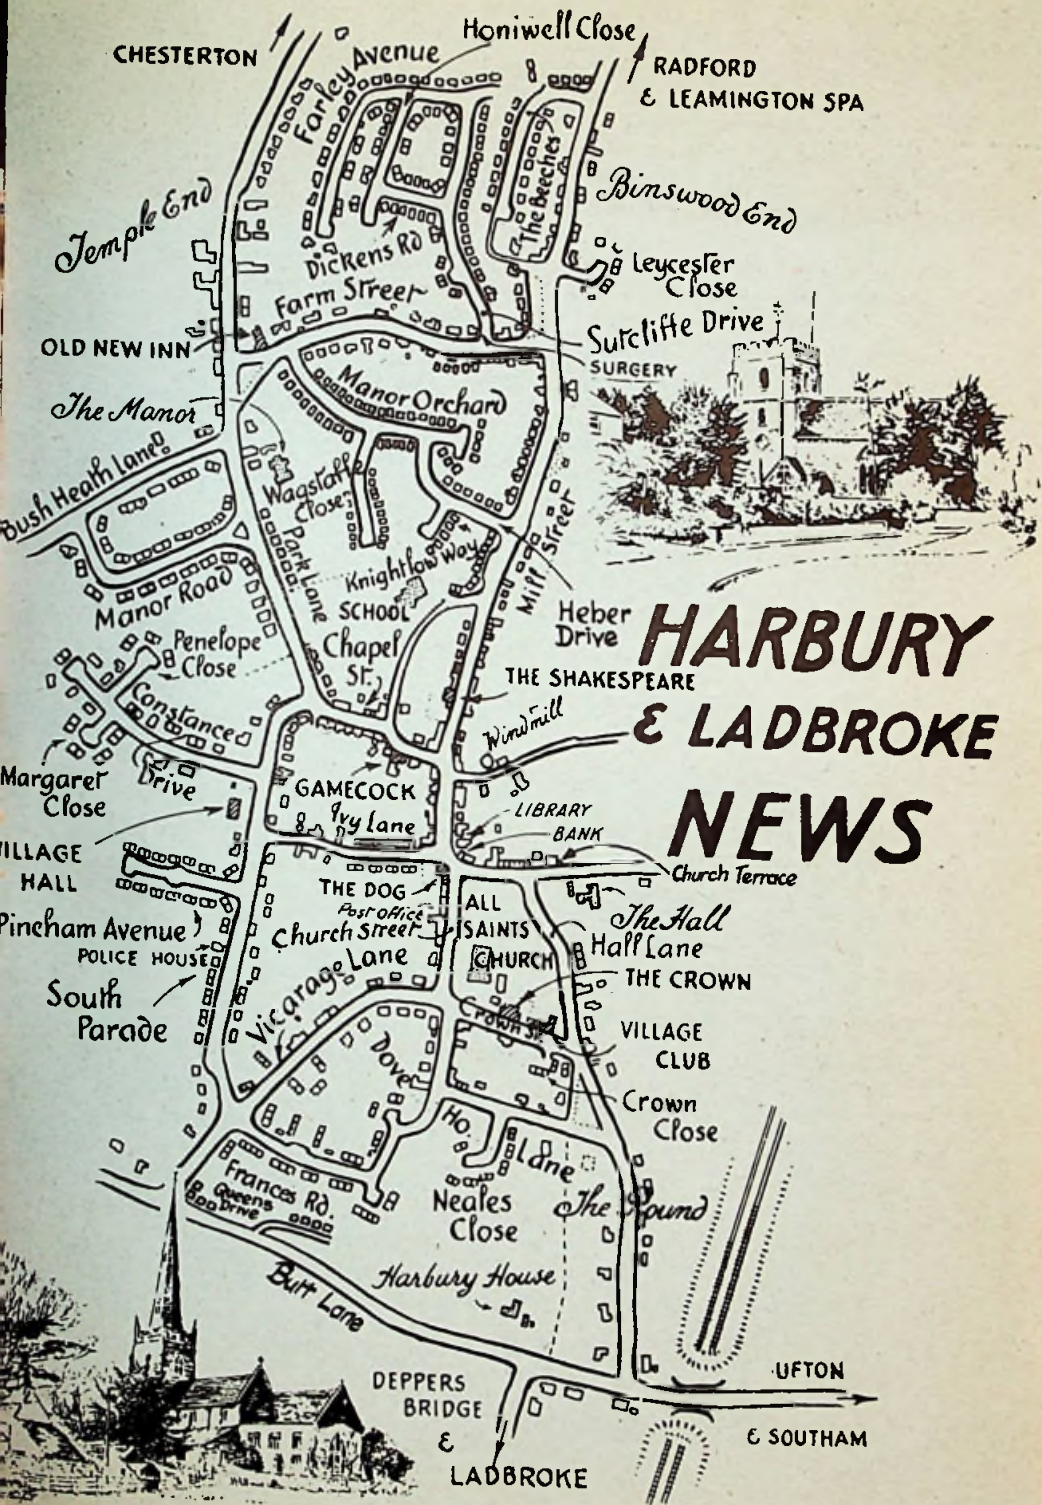 Honiwell Close
CHESTERTON
Farley Avenue
RADFORD
& LEAMINGTON SPA
The Beeches
Binswood End
Temple End
Dickens Rd
Leycester
Close
Farm Street
Sutcliffe Drive
OLD NEW INN
SURGERY
The Manor
Manor Orchard
Bush Heath Lane
Wagstaff
Close
Park Lane
Mill Street
Knightlow Way
SCHOOL
Manor Road
Heber
Drive
HARBURY
& LADBROKE
NEWS
Penelope
Close
Chapel
St.
THE SHAKESPEARE
Constance
Drive
Windmill
Margaret
Close
GAMECOCK
Ivy Lane
LIBRARY
BANK
VILLAGE
HALL
Church Terrace
THE DOG
Post office
Church Street
ALL
SAINTS
CHURCH
The Hall
Hall Lane
Pincham Avenue
POLICE HOUSE
THE CROWN
South
Parade
Vicarage Lane
Crown St.
VILLAGE
CLUB
Dove
Crown
Close
Ho.
Lane
Frances Rd.
Queens
Drive
Neales
Close
The Pound
Harbury House
Butt Lane
UFTON
& SOUTHAM
DEPPERS
BRIDGE
&
LADBROKE